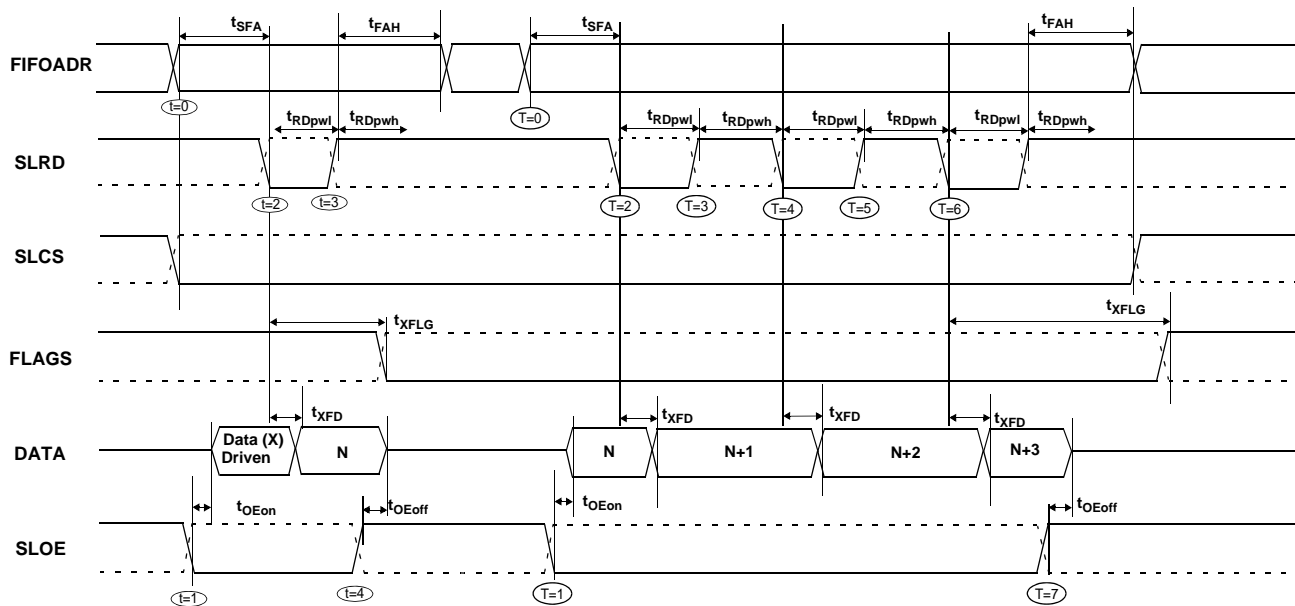 tSFA tFAH tSFA tFAH
FIFOADR
t=0 T=0
tRDpwl tRDpwh tRDpwl tRDpwh tRDpwl tRDpwh tRDpwl tRDpwh
SLRD
t=2 t=3 T=2 T=3 T=4 T=5 T=6
SLCS
tXFLG tXFLG
FLAGS
tXFD tXFD tXFD tXFD
DATA
Data (X)
Driven
N N N+1 N+2 N+3
tOEon tOEoff tOEon tOEoff
SLOE
t=1 t=4 T=1 T=7